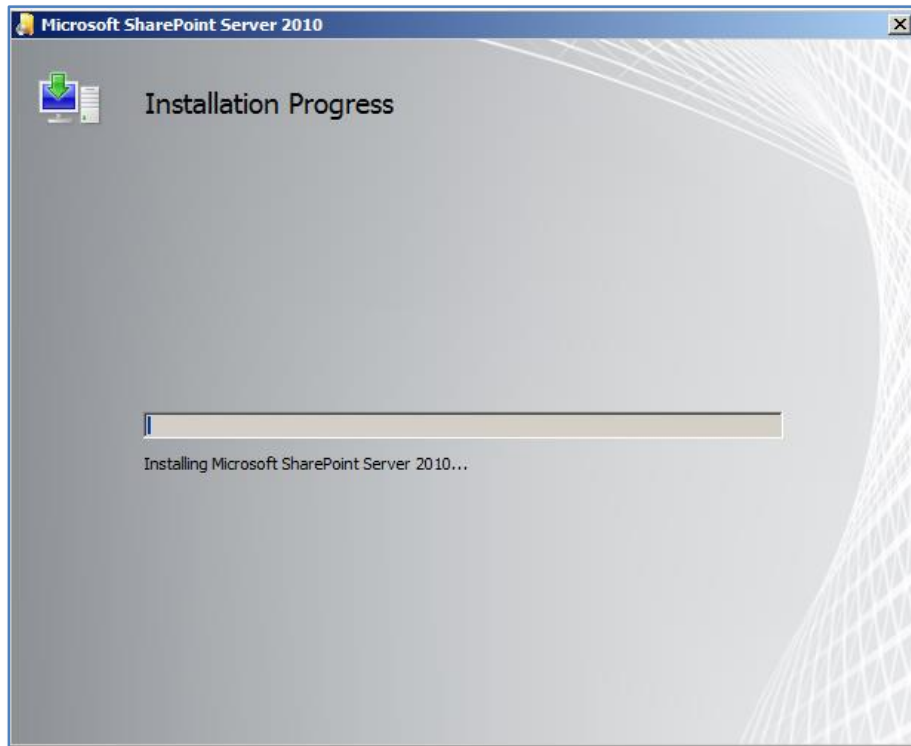 Microsoft SharePoint Server 2010
Installation Progress
Installing Microsoft SharePoint Server 2010...